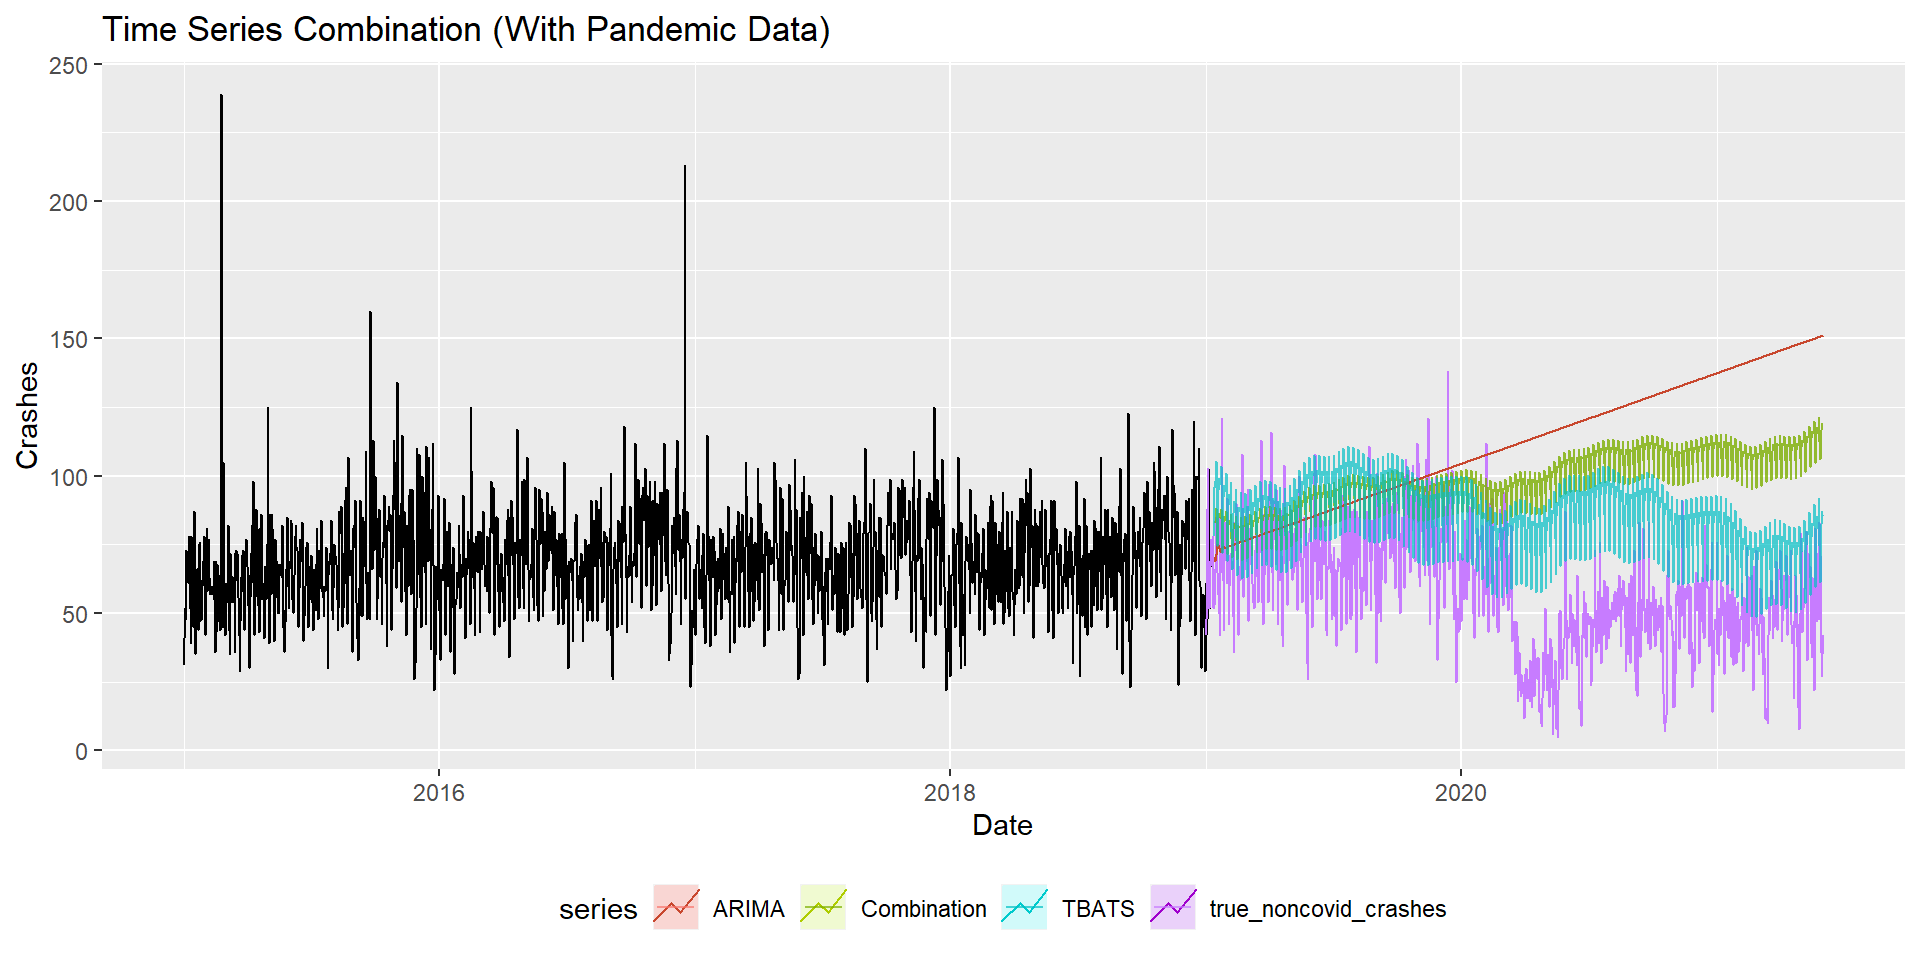 Time Series Combination (With Pandemic Data)
250
200
150
100
50
0
Crashes
2016 2018 2020
Date
series ARIMA Combination TBATS true_noncovid_crashes